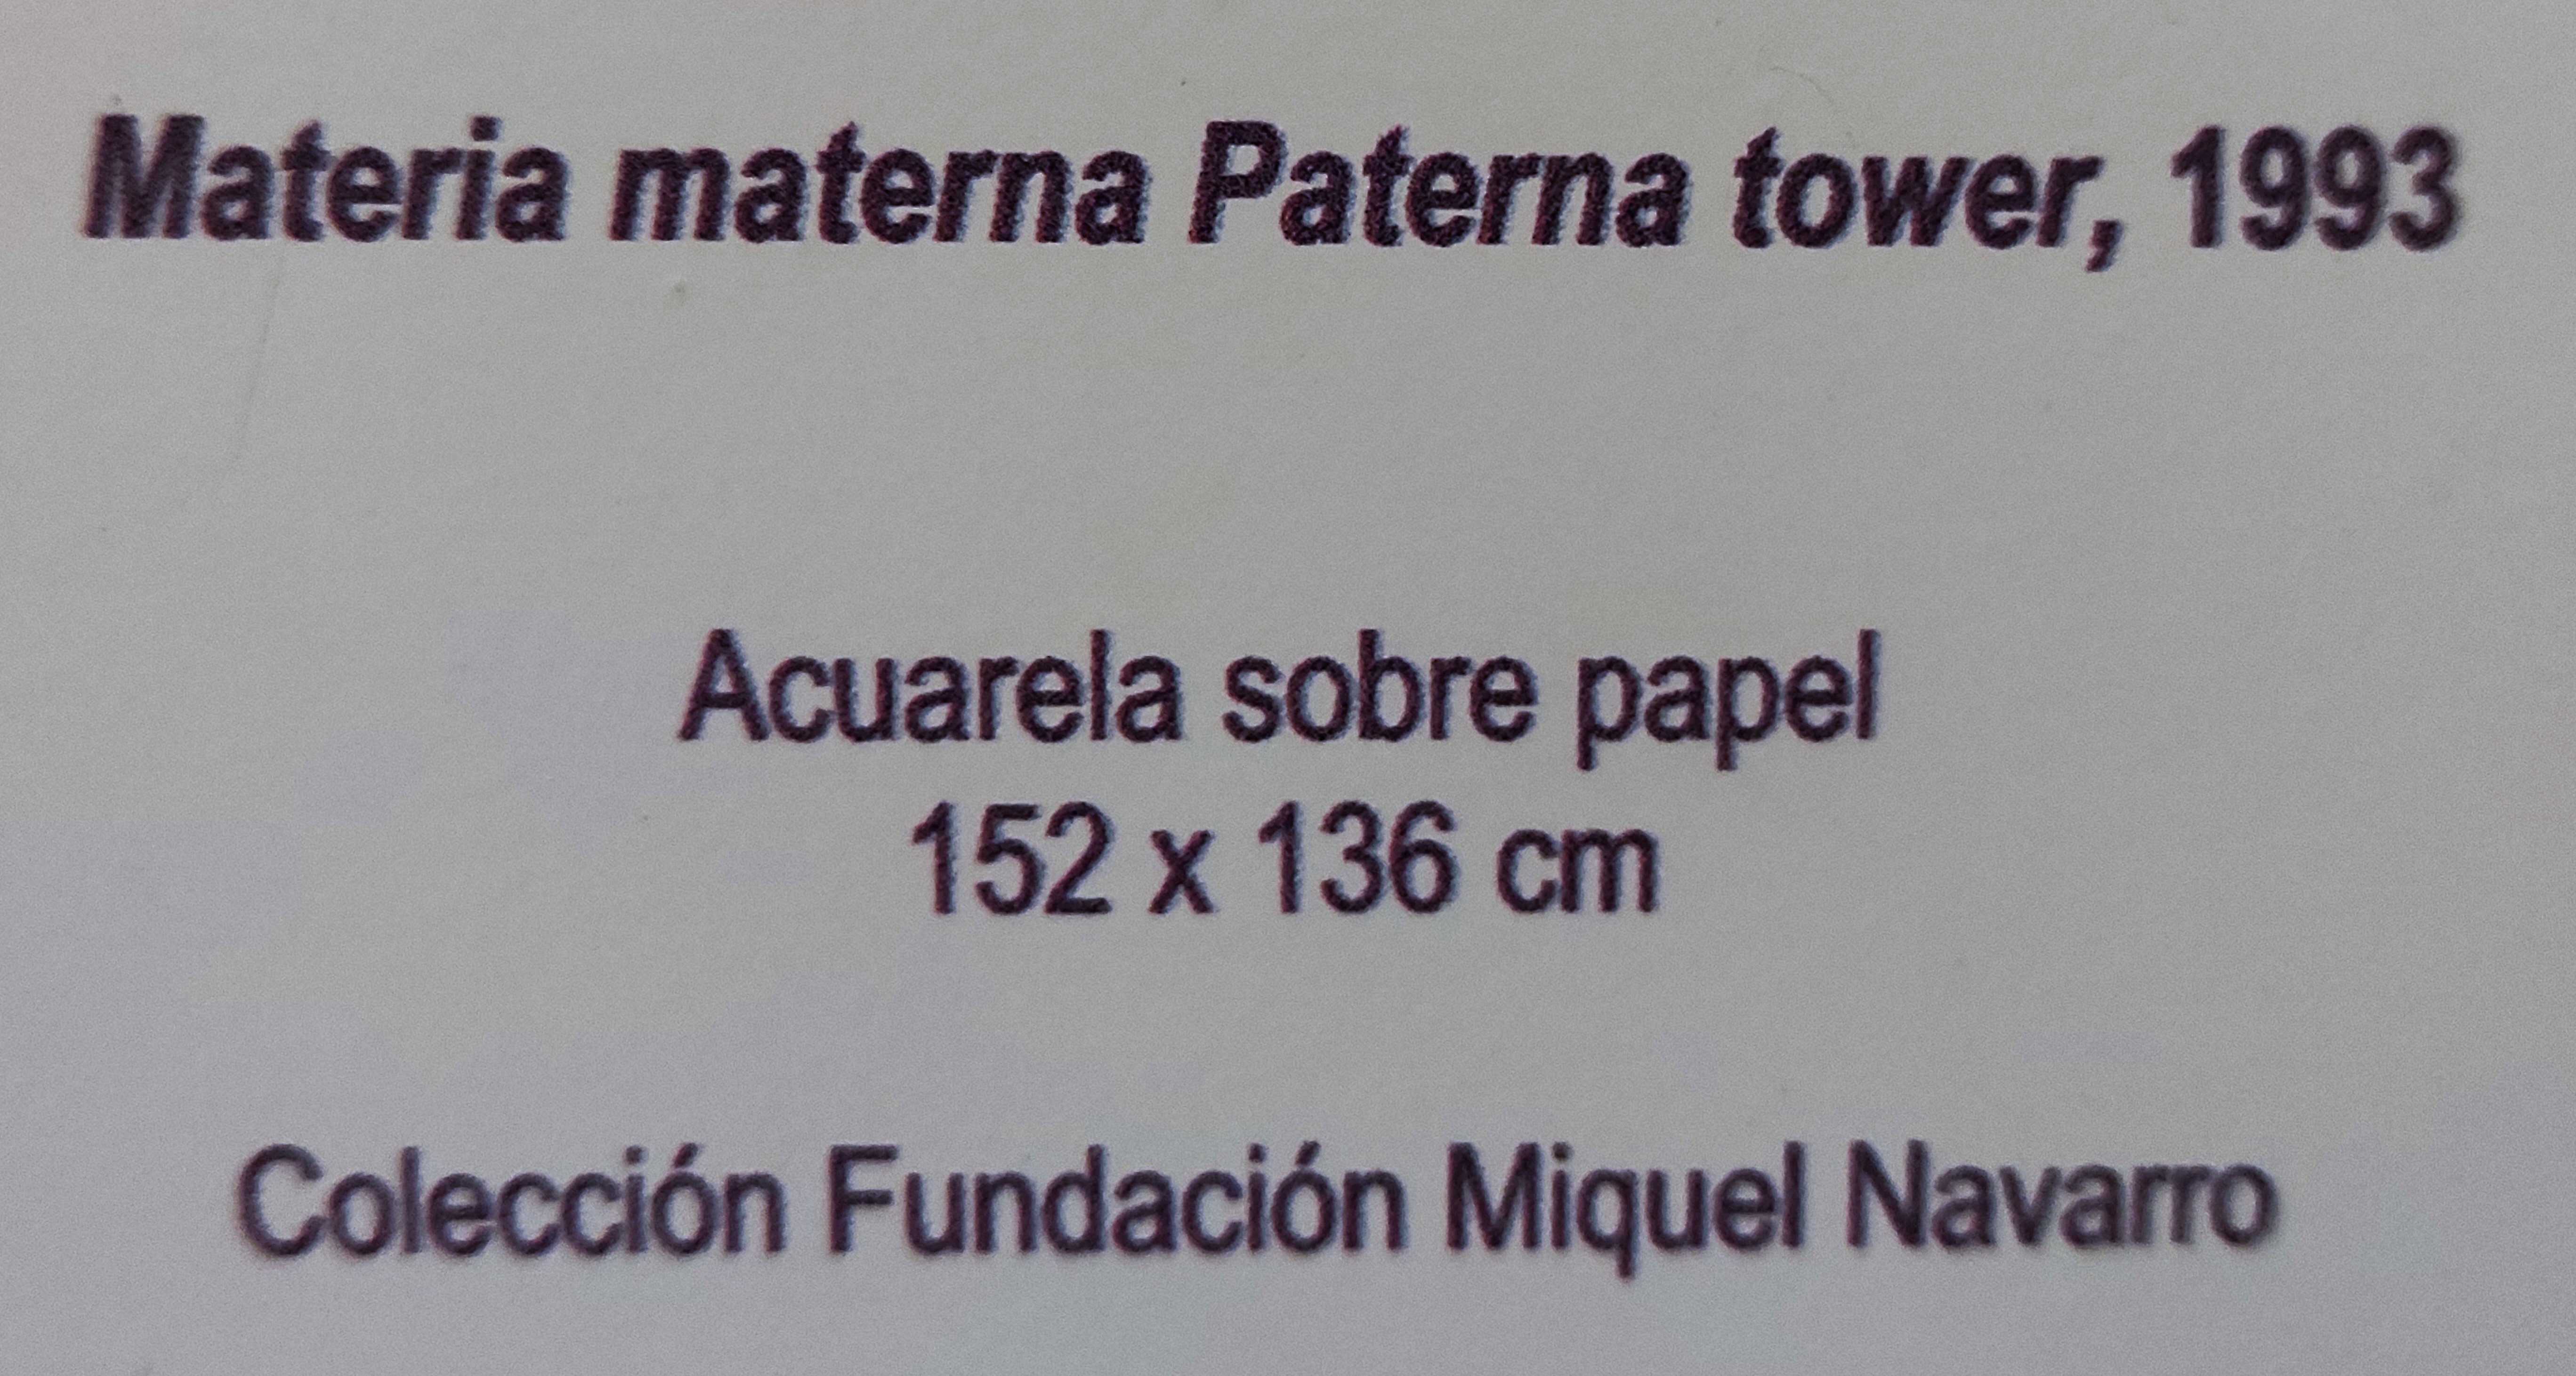 Materia materna Paterna tower, 1993
Acuarela sobre papel
152 x 136 cm
Colección Fundación Miquel Navarro